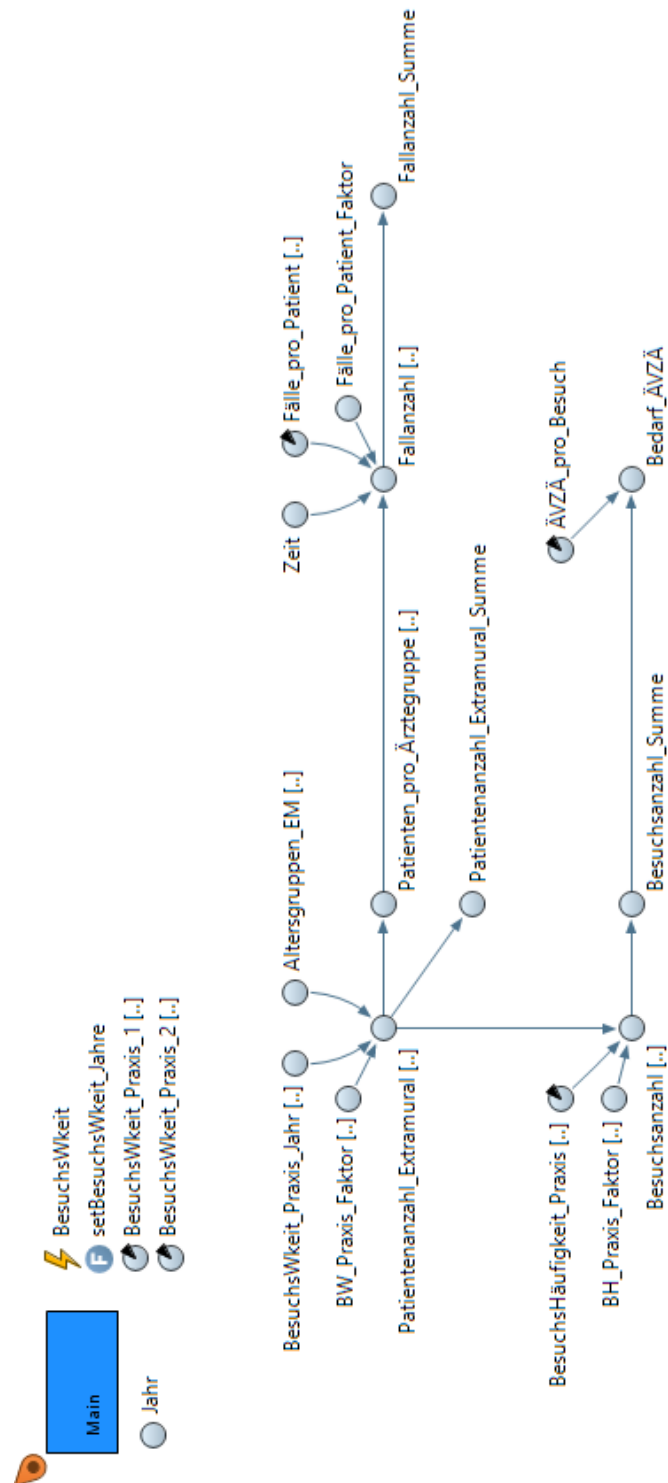 Main
Jahr
BesuchsWkeit
setBesuchsWkeit_Jahre
BesuchsWkeit_Praxis_1 [..]
BesuchsWkeit_Praxis_2 [..]
BesuchsWkeit_Praxis_Jahr [..]
Altersgruppen_EM [..]
BW_Praxis_Faktor [..]
Patientenanzahl_Extramural [..]
Patienten_pro_Ärztegruppe [..]
Patientenanzahl_Extramural_Summe
Zeit
Fälle_pro_Patient [..]
Fälle_pro_Patient_Faktor
Fallanzahl [..]
Fallanzahl_Summe
BesuchsHäufigkeit_Praxis [..]
BH_Praxis_Faktor [..]
Besuchsanzahl [..]
Besuchsanzahl_Summe
ÄVZÄ_pro_Besuch
Bedarf_ÄVZÄ
F